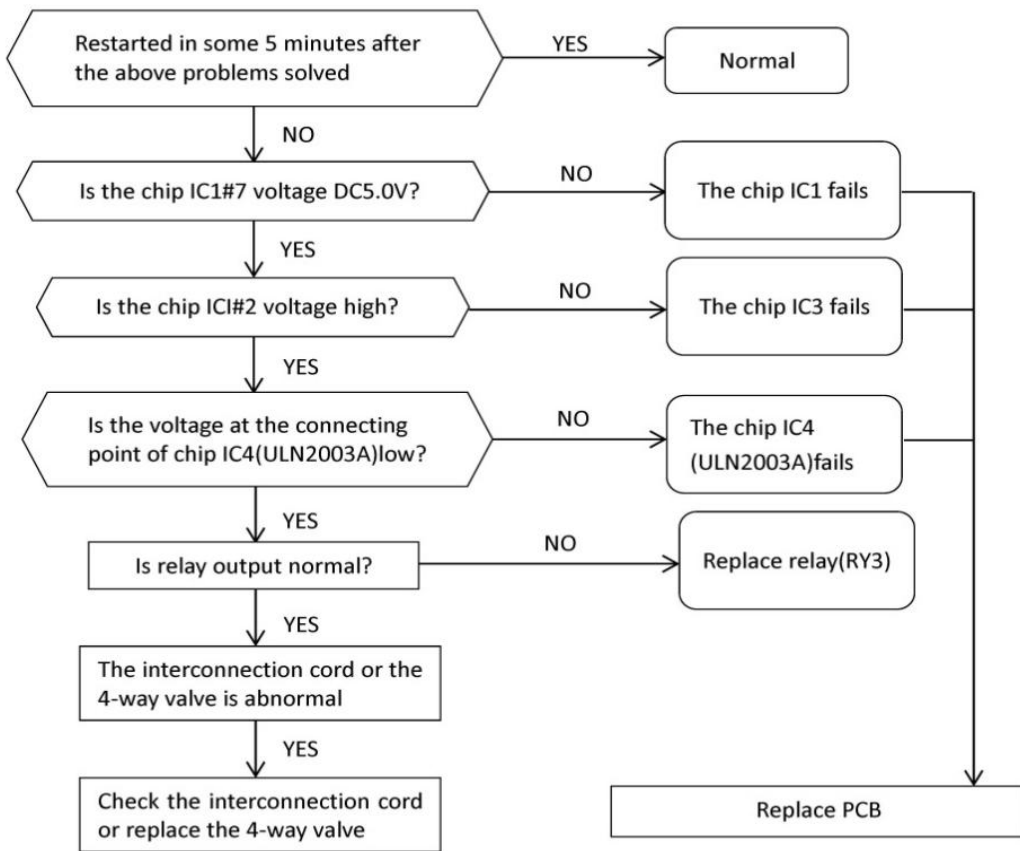 Restarted in some 5 minutes after
the above problems solved
YES
Normal
NO
Is the chip IC1#7 voltage DC5.0V?
NO
The chip IC1 fails
YES
Is the chip ICI#2 voltage high?
NO
The chip IC3 fails
YES
Is the voltage at the connecting
point of chip IC4(ULN2003A)low?
NO
The chip IC4
(ULN2003A)fails
YES
Is relay output normal?
NO
Replace relay(RY3)
YES
The interconnection cord or the
4-way valve is abnormal
YES
Check the interconnection cord
or replace the 4-way valve
Replace PCB